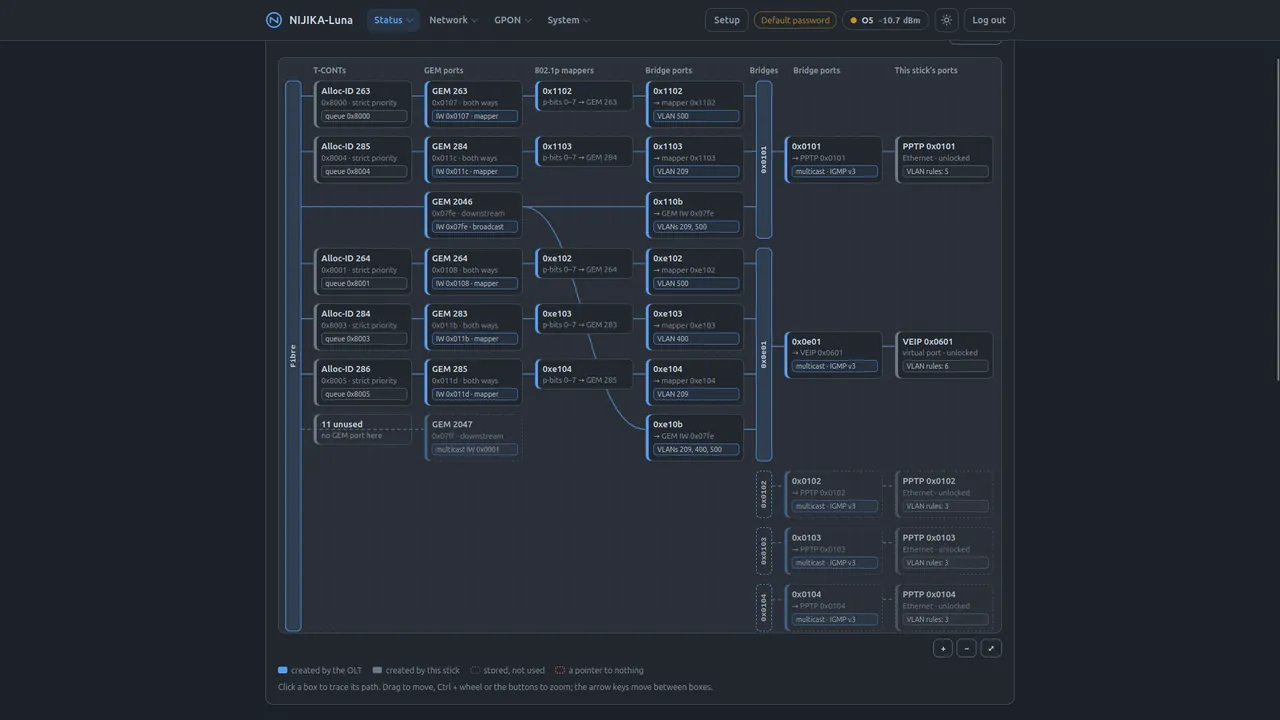 NIJIKA-Luna
Status
Network
GPON
System
Setup
Default password
O5 −10.7 dBm
Log out
T-CONTs
GEM ports
802.1p mappers
Bridge ports
Bridges
Bridge ports
This stick's ports
Fibre
Alloc-ID 263
0x8000 · strict priority
queue 0x8000
GEM 263
0x0107 · both ways
IW 0x0107 · mapper
0x1102
p-bits 0–7 → GEM 263
0x1102
→ mapper 0x1102
VLAN 500
0x0101
Alloc-ID 285
0x8004 · strict priority
queue 0x8004
GEM 284
0x011c · both ways
IW 0x011c · mapper
0x1103
p-bits 0–7 → GEM 284
0x1103
→ mapper 0x1103
VLAN 209
0x0101
→ PPTP 0x0101
multicast · IGMP v3
PPTP 0x0101
Ethernet · unlocked
VLAN rules: 5
GEM 2046
0x07fe · downstream
IW 0x07fe · broadcast
0x110b
→ GEM IW 0x07fe
VLANs 209, 500
Alloc-ID 264
0x8001 · strict priority
queue 0x8001
GEM 264
0x0108 · both ways
IW 0x0108 · mapper
0xe102
p-bits 0–7 → GEM 264
0xe102
→ mapper 0xe102
VLAN 500
0x0e01
Alloc-ID 284
0x8003 · strict priority
queue 0x8003
GEM 283
0x011b · both ways
IW 0x011b · mapper
0xe103
p-bits 0–7 → GEM 283
0xe103
→ mapper 0xe103
VLAN 400
0x0e01
→ VEIP 0x0601
multicast · IGMP v3
VEIP 0x0601
virtual port · unlocked
VLAN rules: 6
Alloc-ID 286
0x8005 · strict priority
queue 0x8005
GEM 285
0x011d · both ways
IW 0x011d · mapper
0xe104
p-bits 0–7 → GEM 285
0xe104
→ mapper 0xe104
VLAN 209
11 unused
no GEM port here
GEM 2047
0x07ff · downstream
multicast IW 0x0001
0xe10b
→ GEM IW 0x07fe
VLANs 209, 400, 500
0x0102
0x0102
→ PPTP 0x0102
multicast · IGMP v3
PPTP 0x0102
Ethernet · unlocked
VLAN rules: 3
0x0103
0x0103
→ PPTP 0x0103
multicast · IGMP v3
PPTP 0x0103
Ethernet · unlocked
VLAN rules: 3
0x0104
0x0104
→ PPTP 0x0104
multicast · IGMP v3
PPTP 0x0104
Ethernet · unlocked
VLAN rules: 3
+
−
created by the OLT
created by this stick
stored, not used
a pointer to nothing
Click a box to trace its path. Drag to move, Ctrl + wheel or the buttons to zoom; the arrow keys move between boxes.